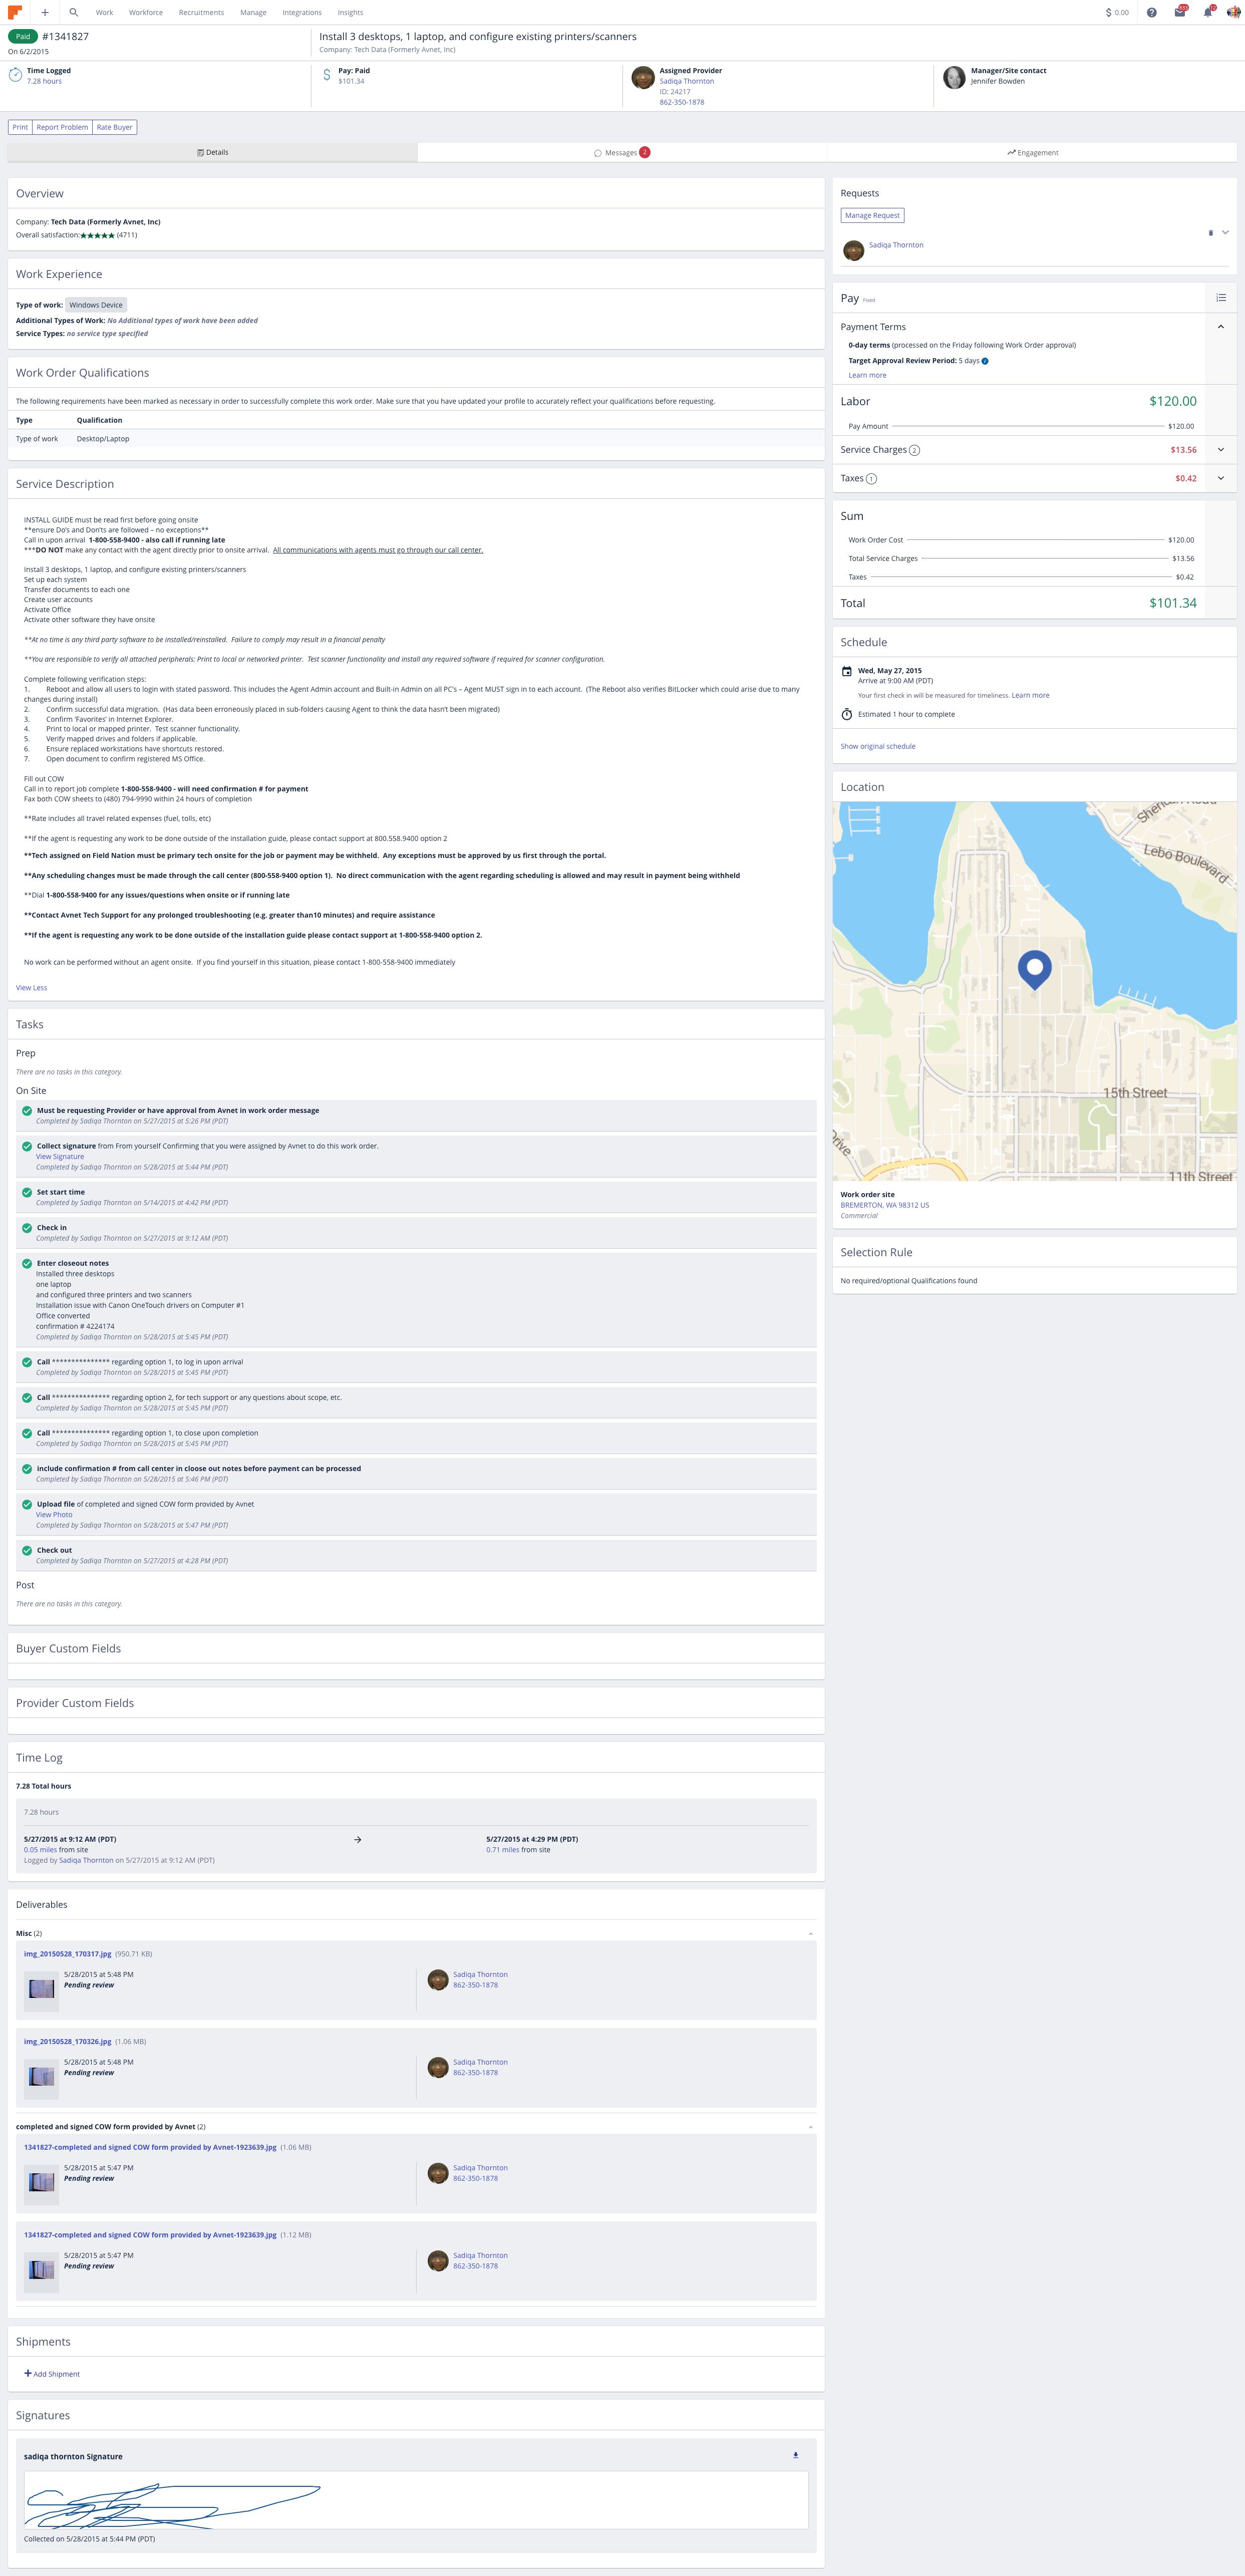 Work Workforce Recruitments Manage Integrations Insights
$ 0.00
Paid #1341827
On 6/2/2015
Install 3 desktops, 1 laptop, and configure existing printers/scanners
Company: Tech Data (Formerly Avnet, Inc)
Time Logged
7.28 hours
Pay: Paid
$101.34
Assigned Provider
Sadiqa Thornton
ID: 24217
862-350-1878
Manager/Site contact
Jennifer Bowden
Print Report Problem Rate Buyer
Details
Messages 2
Engagement
Overview
Company: Tech Data (Formerly Avnet, Inc)
Overall satisfaction:★★★★★ (4711)
Work Experience
Type of work: Windows Device
Additional Types of Work: No Additional types of work have been added
Service Types: no service type specified
Work Order Qualifications
The following requirements have been marked as necessary in order to successfully complete this work order. Make sure that you have updated your profile to accurately reflect your qualifications before requesting.
Type Qualification
Type of work Desktop/Laptop
Service Description
INSTALL GUIDE must be read first before going onsite
**ensure Do's and Don'ts are followed – no exceptions**
Call in upon arrival 1-800-558-9400 - also call if running late
***DO NOT make any contact with the agent directly prior to onsite arrival. All communications with agents must go through our call center.
Install 3 desktops, 1 laptop, and configure existing printers/scanners
Set up each system
Transfer documents to each one
Create user accounts
Activate Office
Activate other software they have onsite
**At no time is any third party software to be installed/reinstalled. Failure to comply may result in a financial penalty
**You are responsible to verify all attached peripherals: Print to local or networked printer. Test scanner functionality and install any required software if required for scanner configuration.
Complete following verification steps:
1. Reboot and allow all users to login with stated password. This includes the Agent Admin account and Built-in Admin on all PC's – Agent MUST sign in to each account. (The Reboot also verifies BitLocker which could arise due to many
changes during install)
2. Confirm successful data migration. (Has data been erroneously placed in sub-folders causing Agent to think the data hasn't been migrated)
3. Confirm 'Favorites' in Internet Explorer.
4. Print to local or mapped printer. Test scanner functionality.
5. Verify mapped drives and folders if applicable.
6. Ensure replaced workstations have shortcuts restored.
7. Open document to confirm registered MS Office.
Fill out COW
Call in to report job complete 1-800-558-9400 - will need confirmation # for payment
Fax both COW sheets to (480) 794-9990 within 24 hours of completion
**Rate includes all travel related expenses (fuel, tolls, etc)
**If the agent is requesting any work to be done outside of the installation guide, please contact support at 800.558.9400 option 2
**Tech assigned on Field Nation must be primary tech onsite for the job or payment may be withheld. Any exceptions must be approved by us first through the portal.
**Any scheduling changes must be made through the call center (800-558-9400 option 1). No direct communication with the agent regarding scheduling is allowed and may result in payment being withheld
**Dial 1-800-558-9400 for any issues/questions when onsite or if running late
**Contact Avnet Tech Support for any prolonged troubleshooting (e.g. greater than10 minutes) and require assistance
**If the agent is requesting any work to be done outside of the installation guide please contact support at 1-800-558-9400 option 2.
No work can be performed without an agent onsite. If you find yourself in this situation, please contact 1-800-558-9400 immediately
View Less
Tasks
Prep
There are no tasks in this category.
On Site
Must be requesting Provider or have approval from Avnet in work order message
Completed by Sadiqa Thornton on 5/27/2015 at 5:26 PM (PDT)
Collect signature from From yourself Confirming that you were assigned by Avnet to do this work order.
View Signature
Completed by Sadiqa Thornton on 5/28/2015 at 5:44 PM (PDT)
Set start time
Completed by Sadiqa Thornton on 5/14/2015 at 4:42 PM (PDT)
Check in
Completed by Sadiqa Thornton on 5/27/2015 at 9:12 AM (PDT)
Enter closeout notes
Installed three desktops
one laptop
and configured three printers and two scanners
Installation issue with Canon OneTouch drivers on Computer #1
Office converted
confirmation # 4224174
Completed by Sadiqa Thornton on 5/28/2015 at 5:45 PM (PDT)
Call *************** regarding option 1, to log in upon arrival
Completed by Sadiqa Thornton on 5/28/2015 at 5:45 PM (PDT)
Call *************** regarding option 2, for tech support or any questions about scope, etc.
Completed by Sadiqa Thornton on 5/28/2015 at 5:45 PM (PDT)
Call *************** regarding option 1, to close upon completion
Completed by Sadiqa Thornton on 5/28/2015 at 5:45 PM (PDT)
include confirmation # from call center in cloose out notes before payment can be processed
Completed by Sadiqa Thornton on 5/28/2015 at 5:46 PM (PDT)
Upload file of completed and signed COW form provided by Avnet
View Photo
Completed by Sadiqa Thornton on 5/28/2015 at 5:47 PM (PDT)
Check out
Completed by Sadiqa Thornton on 5/27/2015 at 4:28 PM (PDT)
Post
There are no tasks in this category.
Buyer Custom Fields
Provider Custom Fields
Time Log
7.28 Total hours
7.28 hours
5/27/2015 at 9:12 AM (PDT)
0.05 miles from site
Logged by Sadiqa Thornton on 5/27/2015 at 9:12 AM (PDT)
5/27/2015 at 4:29 PM (PDT)
0.71 miles from site
Deliverables
Misc (2)
img_20150528_170317.jpg (950.71 KB)
5/28/2015 at 5:48 PM
Pending review
Sadiqa Thornton
862-350-1878
img_20150528_170326.jpg (1.06 MB)
5/28/2015 at 5:48 PM
Pending review
Sadiqa Thornton
862-350-1878
completed and signed COW form provided by Avnet (2)
1341827-completed and signed COW form provided by Avnet-1923639.jpg (1.06 MB)
5/28/2015 at 5:47 PM
Pending review
Sadiqa Thornton
862-350-1878
1341827-completed and signed COW form provided by Avnet-1923639.jpg (1.12 MB)
5/28/2015 at 5:47 PM
Pending review
Sadiqa Thornton
862-350-1878
Shipments
+ Add Shipment
Signatures
sadiqa thornton Signature
Collected on 5/28/2015 at 5:44 PM (PDT)
Requests
Manage Request
Sadiqa Thornton
Pay Fixed
Payment Terms
0-day terms (processed on the Friday following Work Order approval)
Target Approval Review Period: 5 days
Learn more
Labor $120.00
Pay Amount $120.00
Service Charges 2 $13.56
Taxes 1 $0.42
Sum
Work Order Cost $120.00
Total Service Charges $13.56
Taxes $0.42
Total $101.34
Schedule
Wed, May 27, 2015
Arrive at 9:00 AM (PDT)
Your first check in will be measured for timeliness. Learn more
Estimated 1 hour to complete
Show original schedule
Location
Lebo Boulevard
15th Street
Drive
11th Street
Work order site
BREMERTON, WA 98312 US
Commercial
Selection Rule
No required/optional Qualifications found